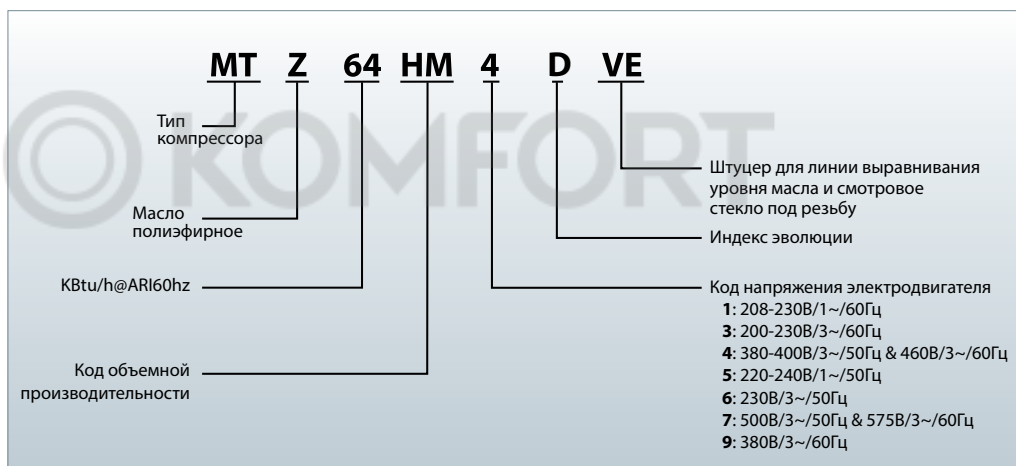 MT Z 64 HM 4 D VE
Тип
компрессора
KOMFORT
Масло
полиэфирное
KBtu/h@ARI60hz
Код объемной
производительности
Штуцер для линии выравнивания
уровня масла и смотровое
стекло под резьбу
Индекс эволюции
Код напряжения электродвигателя
1: 208-230В/1~/60Гц
3: 200-230В/3~/60Гц
4: 380-400В/3~/50Гц & 460В/3~/60Гц
5: 220-240В/1~/50Гц
6: 230В/3~/50Гц
7: 500В/3~/50Гц & 575В/3~/60Гц
9: 380В/3~/60Гц